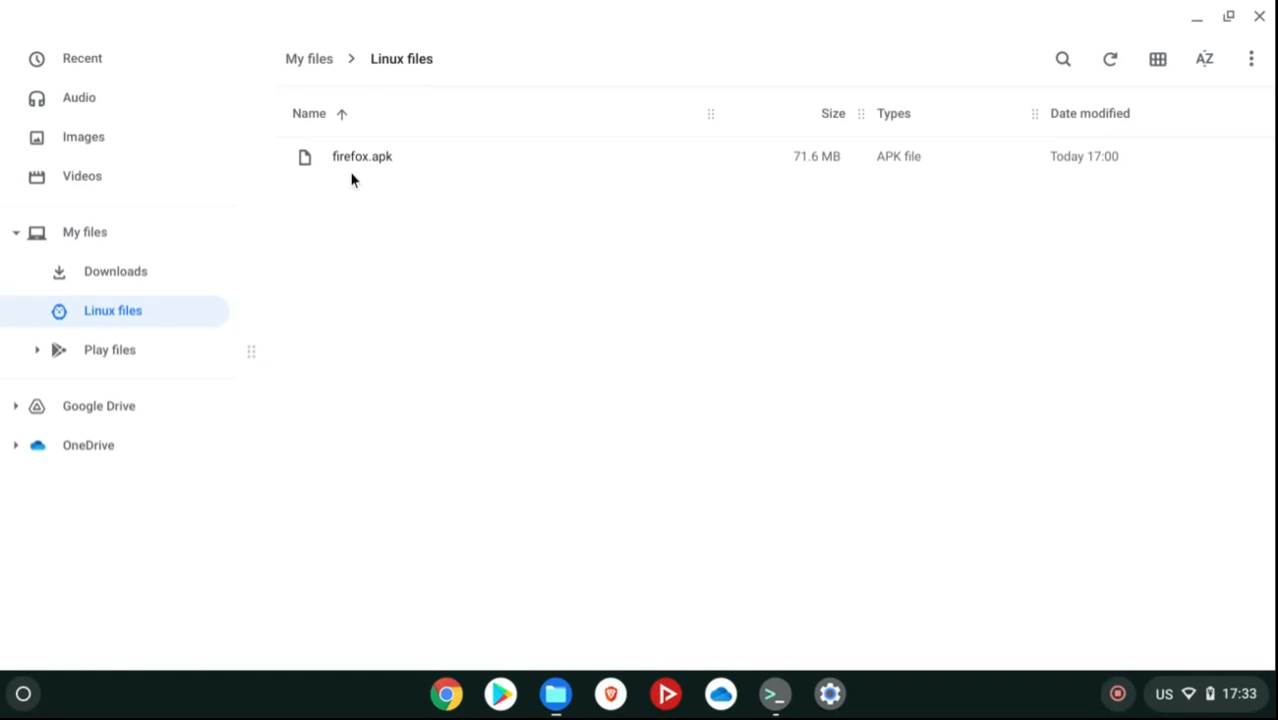 Recent
Audio
Images
Videos
My files
Downloads
Linux files
Play files
Google Drive
OneDrive
My files > Linux files
AZ
Name Size Types Date modified
firefox.apk 71.6 MB APK file Today 17:00
>_
US 17:33